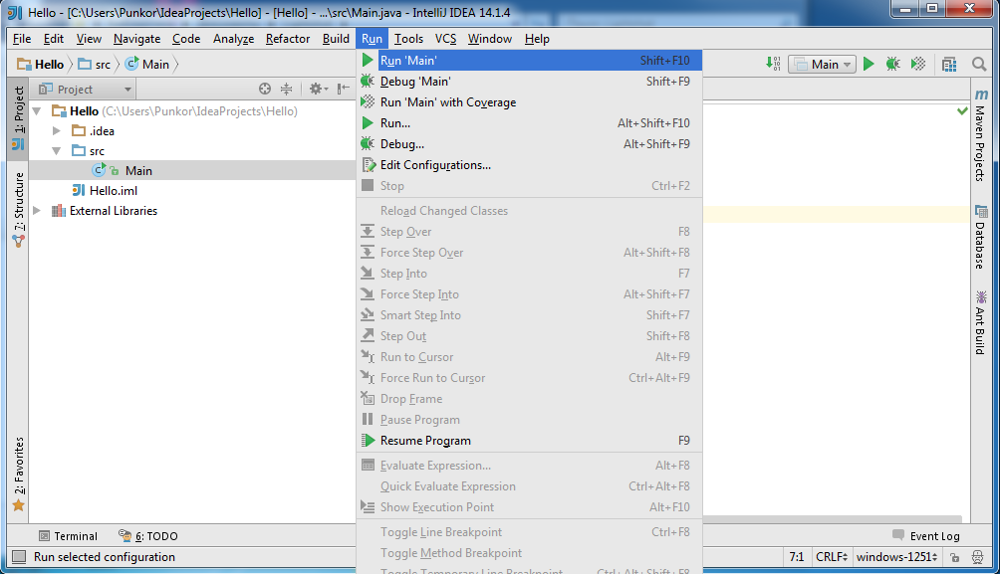 Hello - [C:\Users\Punkor\IdeaProjects\Hello] - [Hello] - ...\src\Main.java - IntelliJ IDEA 14.1.4
File Edit View Navigate Code Analyze Refactor Build Run Tools VCS Window Help
Hello src Main
Main
1: Project
7: Structure
2: Favorites
Project
Hello (C:\Users\Punkor\IdeaProjects\Hello)
.idea
src
Main
Hello.iml
External Libraries
Run 'Main' Shift+F10
Debug 'Main' Shift+F9
Run 'Main' with Coverage
Run... Alt+Shift+F10
Debug... Alt+Shift+F9
Edit Configurations...
Stop Ctrl+F2
Reload Changed Classes
Step Over F8
Force Step Over Alt+Shift+F8
Step Into F7
Force Step Into Alt+Shift+F7
Smart Step Into Shift+F7
Step Out Shift+F8
Run to Cursor Alt+F9
Force Run to Cursor Ctrl+Alt+F9
Drop Frame
Pause Program
Resume Program F9
Evaluate Expression... Alt+F8
Quick Evaluate Expression Ctrl+Alt+F8
Show Execution Point Alt+F10
Toggle Line Breakpoint Ctrl+F8
Toggle Method Breakpoint
Toggle Temporary Line Breakpoint Ctrl+Alt+Shift+F8
Maven Projects
Database
Ant Build
Terminal 6: TODO Event Log
Run selected configuration 7:1 CRLF windows-1251